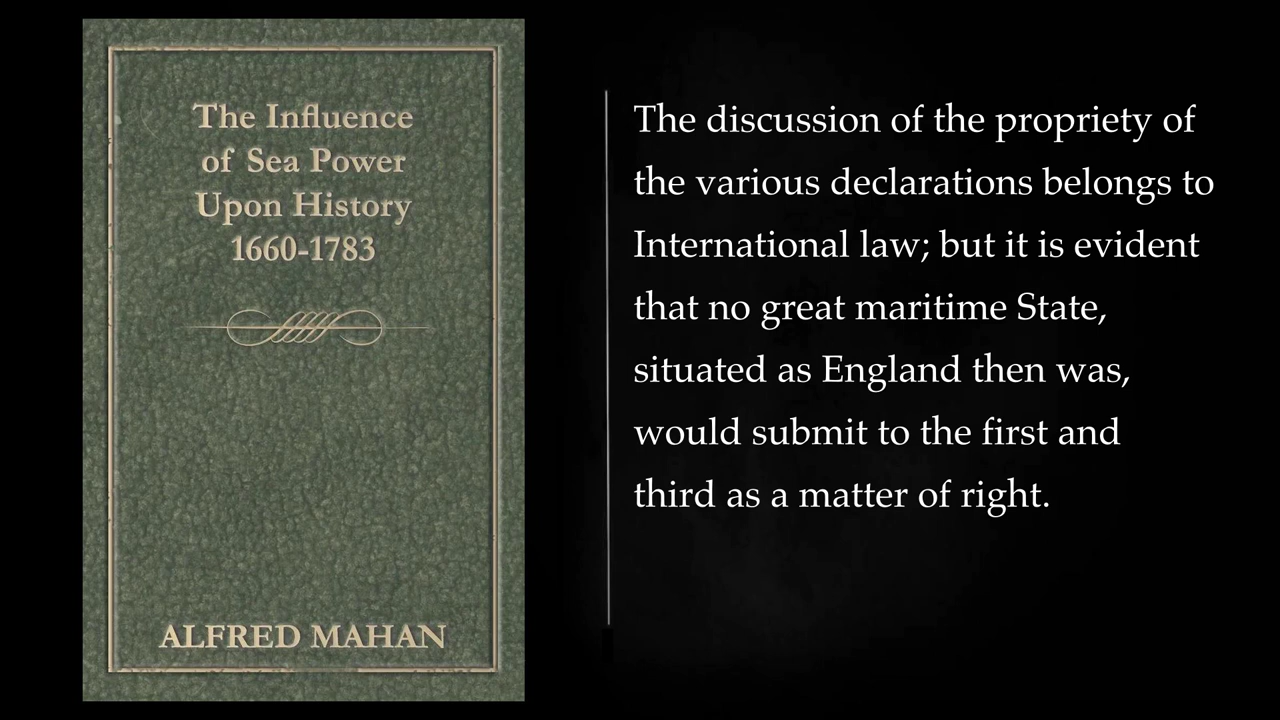 The Influence
of Sea Power
Upon History
1660-1783
ALFRED MAHAN
The discussion of the propriety of
the various declarations belongs to
International law; but it is evident
that no great maritime State,
situated as England then was,
would submit to the first and
third as a matter of right.